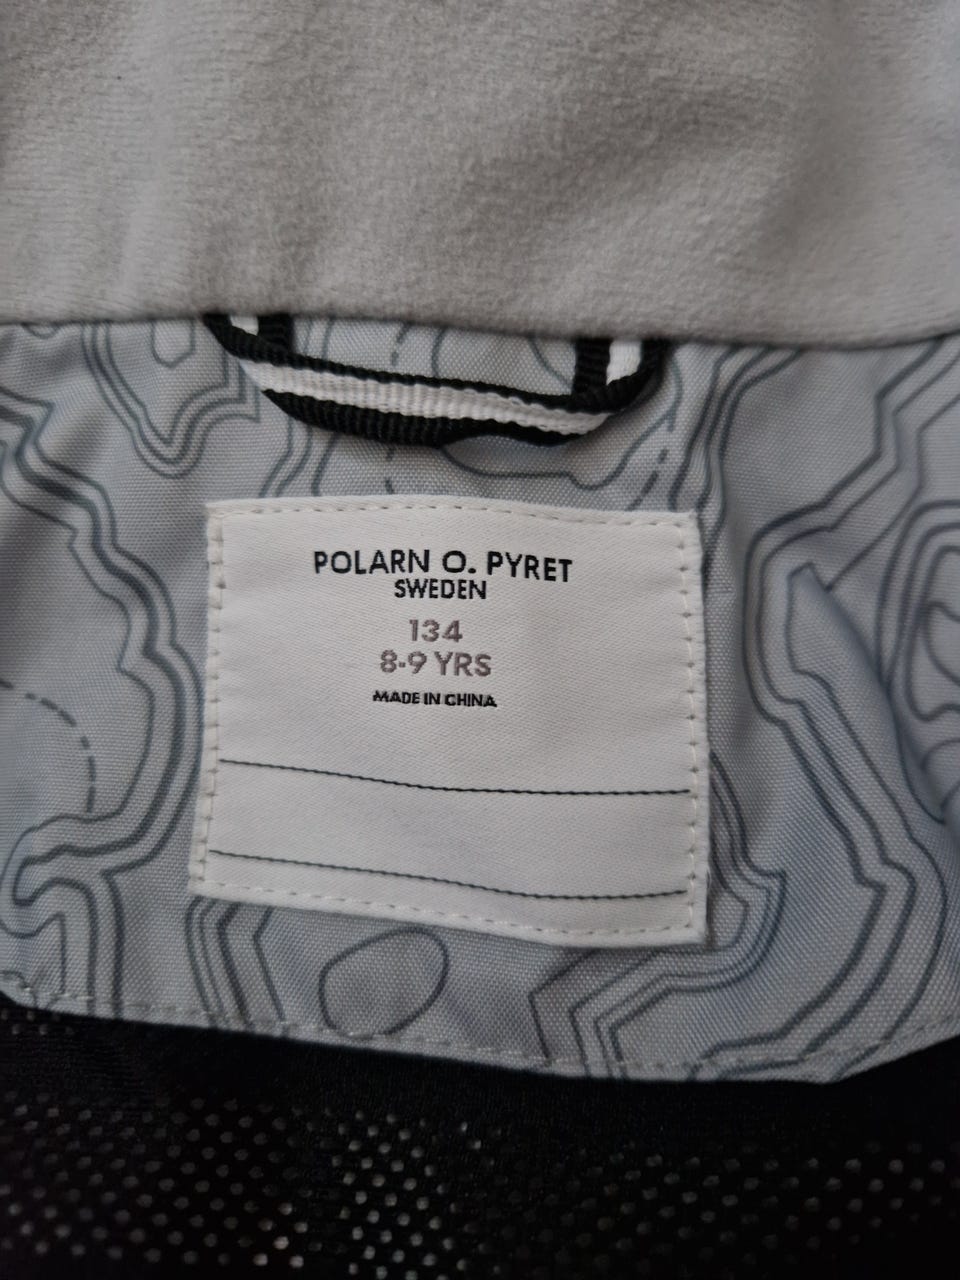 POLARN O. PYRET
SWEDEN
134
8-9 YRS
MADE IN CHINA